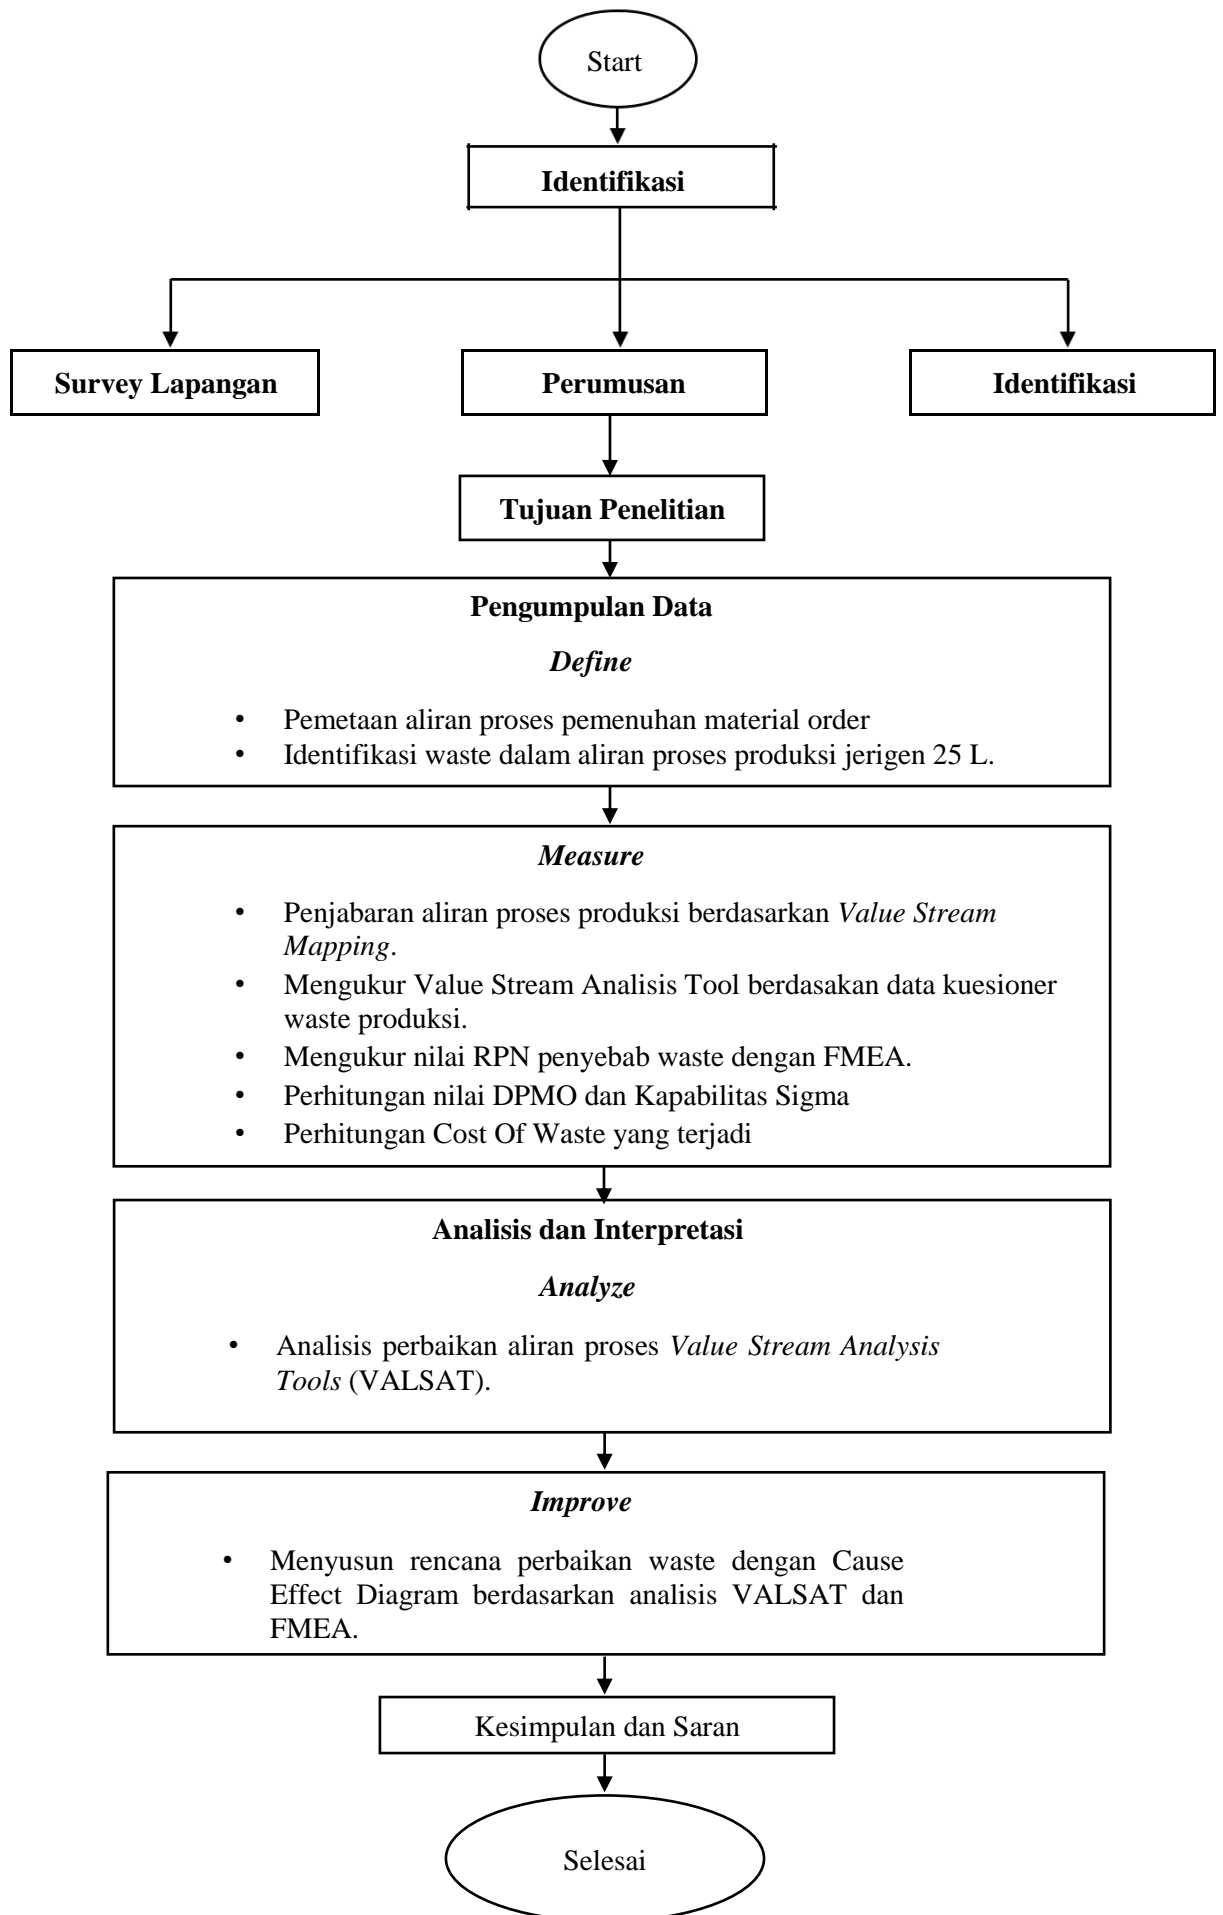 Start
Identifikasi
Survey Lapangan
Perumusan
Identifikasi
Tujuan Penelitian
Pengumpulan Data
Define
• Pemetaan aliran proses pemenuhan material order
• Identifikasi waste dalam aliran proses produksi jerigen 25 L.
Measure
• Penjabaran aliran proses produksi berdasarkan Value Stream
Mapping.
• Mengukur Value Stream Analisis Tool berdasakan data kuesioner
waste produksi.
• Mengukur nilai RPN penyebab waste dengan FMEA.
• Perhitungan nilai DPMO dan Kapabilitas Sigma
• Perhitungan Cost Of Waste yang terjadi
Analisis dan Interpretasi
Analyze
• Analisis perbaikan aliran proses Value Stream Analysis
Tools (VALSAT).
Improve
• Menyusun rencana perbaikan waste dengan Cause
Effect Diagram berdasarkan analisis VALSAT dan
FMEA.
Kesimpulan dan Saran
Selesai